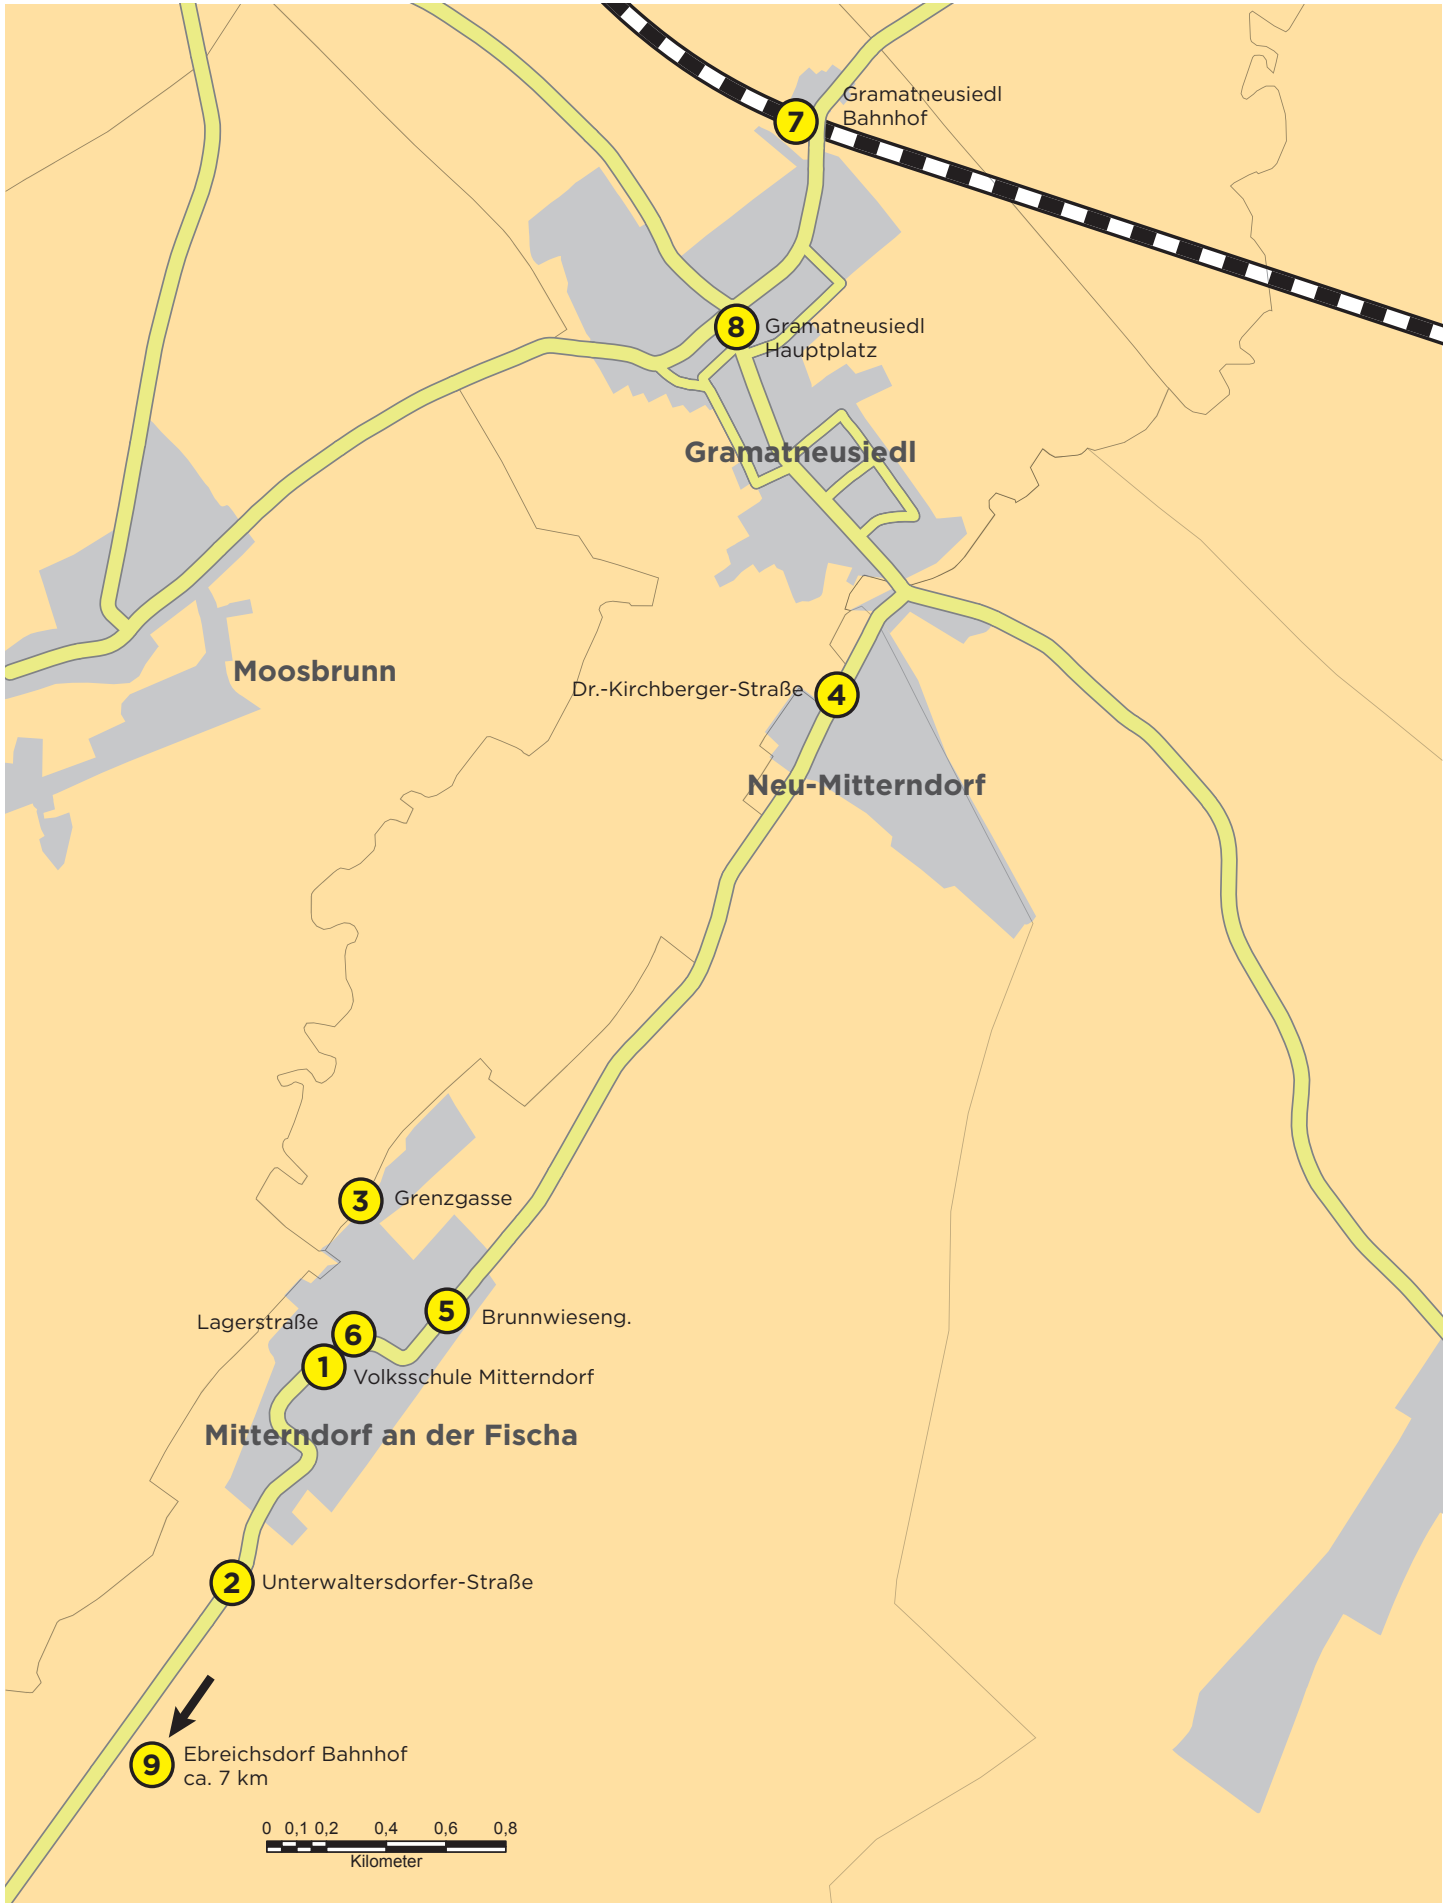 7
Gramatneusiedl
Bahnhof
8
Gramatneusiedl
Hauptplatz
Gramatneusiedl
Moosbrunn
Dr.-Kirchberger-Straße
4
Neu-Mitterndorf
3
Grenzgasse
5
Brunnwieseng.
Lagerstraße
6
1
Volksschule Mitterndorf
Mitterndorf an der Fischa
2
Unterwaltersdorfer-Straße
9
Ebreichsdorf Bahnhof
ca. 7 km
0 0,1 0,2 0,4 0,6 0,8
Kilometer